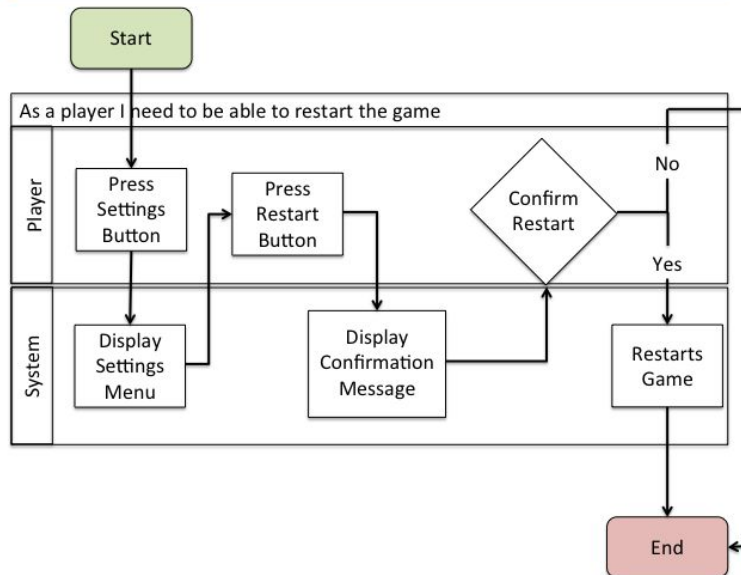 Start
As a player I need to be able to restart the game
Player
Press
Settings
Button
Press
Restart
Button
Confirm
Restart
No
Yes
System
Display
Settings
Menu
Display
Confirmation
Message
Restarts
Game
End